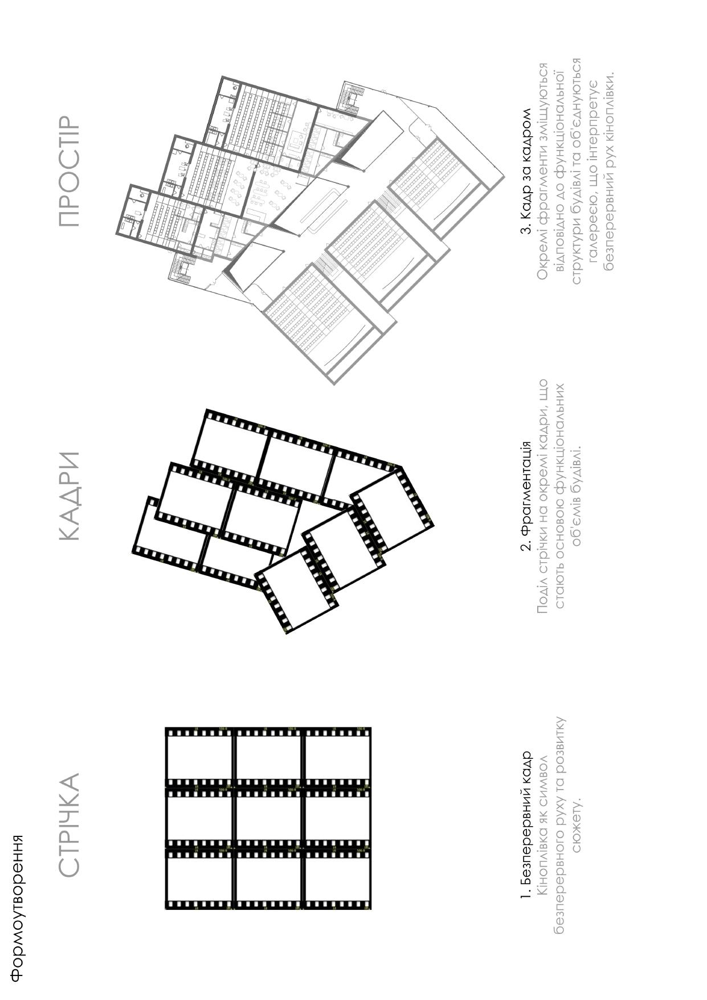 Формоутворення
СТРІЧКА
КАДРИ
ПРОСТІР
1. Безперервний кадр
Кіноплівка як символ
безперервного руху та розвитку
сюжету.
2. Фрагментація
Поділ стрічки на окремі кадри, що
стають основою функціональних
об'ємів будівлі.
3. Кадр за кадром
Окремі фрагменти зміщуються
відповідно до функціональної
структури будівлі та об'єднуються
галереєю, що інтерпретує
безперервний рух кіноплівки.